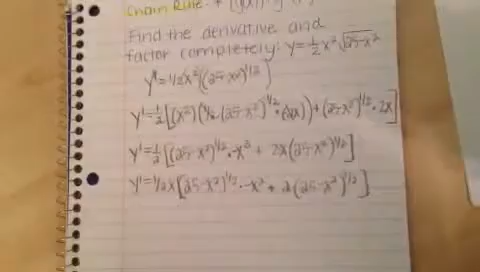 Chain Rule:
Find the derivative and
factor completely: y=½x²√25-x²
y'=1/2x²((25-x²)^1/2)
y'=½[(x²)(½(25-x²)^-1/2·(-2x))+(25-x²)^1/2·2x]
y'=½[(25-x²)^-1/2·-x³ + 2x(25-x²)^1/2]
y'=1/2x[25-x²)^-1/2·-x² + 2(25-x²)^1/2]